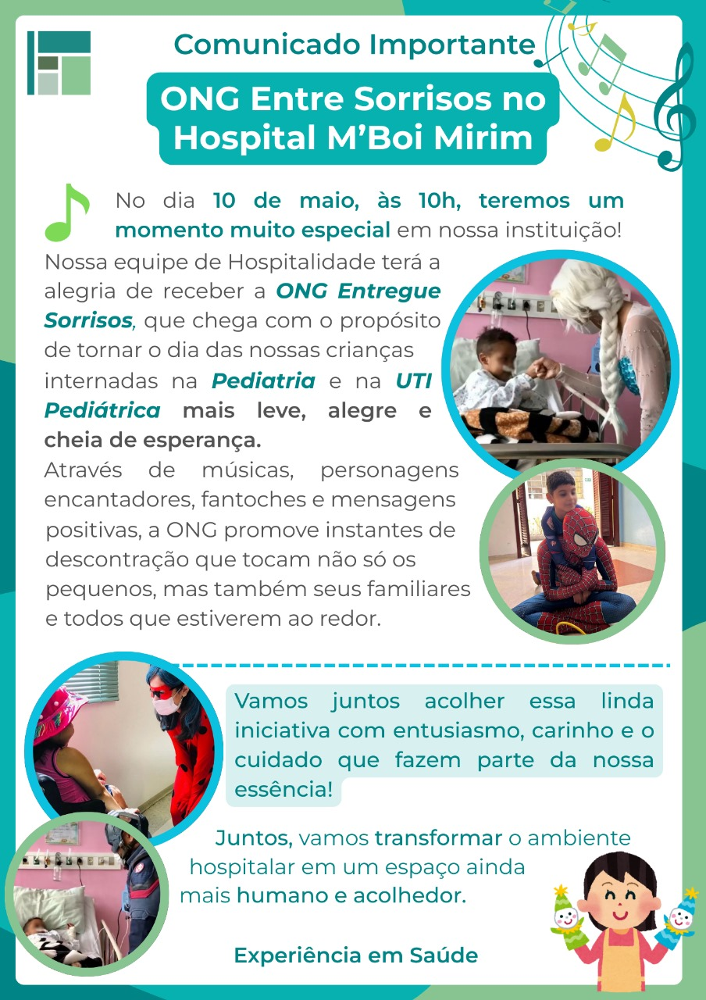 Comunicado Importante
ONG Entre Sorrisos no
Hospital M’Boi Mirim
No dia 10 de maio, às 10h, teremos um
momento muito especial em nossa instituição!
Nossa equipe de Hospitalidade terá a
alegria de receber a ONG Entregue
Sorrisos, que chega com o propósito
de tornar o dia das nossas crianças
internadas na Pediatria e na UTI
Pediátrica mais leve, alegre e
cheia de esperança.
Através de músicas, personagens
encantadores, fantoches e mensagens
positivas, a ONG promove instantes de
descontração que tocam não só os
pequenos, mas também seus familiares
e todos que estiverem ao redor.
Vamos juntos acolher essa linda
iniciativa com entusiasmo, carinho e o
cuidado que fazem parte da nossa
essência!
Juntos, vamos transformar o ambiente
hospitalar em um espaço ainda
mais humano e acolhedor.
Experiência em Saúde